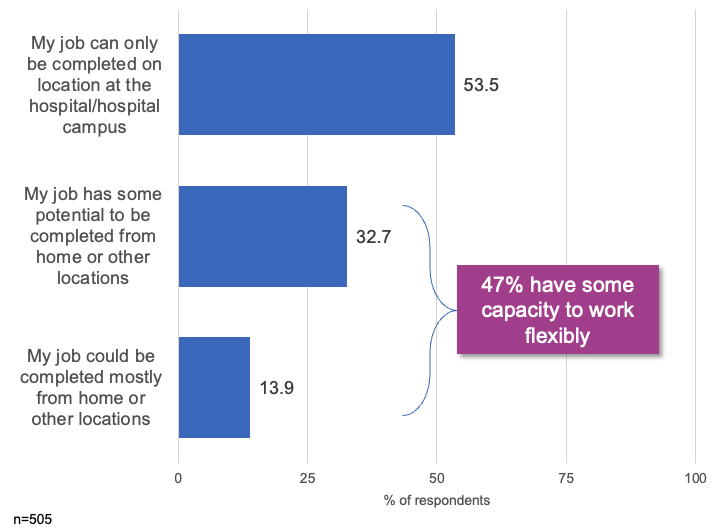 My job can only
be completed on
location at the
hospital/hospital
campus
53.5
My job has some
potential to be
completed from
home or other
locations
32.7
47% have some
capacity to work
flexibly
My job could be
completed mostly
from home or
other locations
13.9
0
25
50
75
100
% of respondents
n=505